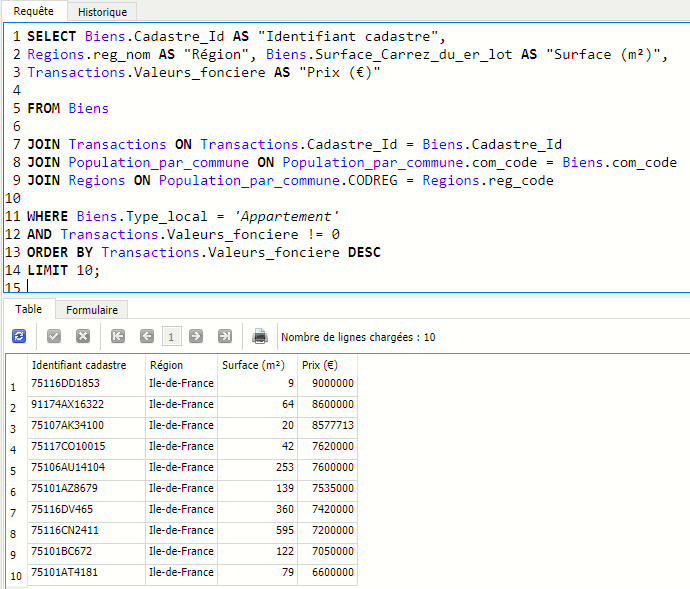 Requête Historique
1 SELECT Biens.Cadastre_Id AS "Identifiant cadastre",
2 Regions.reg_nom AS "Région", Biens.Surface_Carrez_du_er_lot AS "Surface (m²)",
3 Transactions.Valeurs_fonciere AS "Prix (€)"
4
5 FROM Biens
6
7 JOIN Transactions ON Transactions.Cadastre_Id = Biens.Cadastre_Id
8 JOIN Population_par_commune ON Population_par_commune.com_code = Biens.com_code
9 JOIN Regions ON Population_par_commune.CODREG = Regions.reg_code
10
11 WHERE Biens.Type_local = 'Appartement'
12 AND Transactions.Valeurs_fonciere != 0
13 ORDER BY Transactions.Valeurs_fonciere DESC
14 LIMIT 10;
15
Table Formulaire
1 Nombre de lignes chargées : 10
Identifiant cadastre Région Surface (m²) Prix (€)
1 75116DD1853 Ile-de-France 9 9000000
2 91174AX16322 Ile-de-France 64 8600000
3 75107AK34100 Ile-de-France 20 8577713
4 75117CO10015 Ile-de-France 42 7620000
5 75106AU14104 Ile-de-France 253 7600000
6 75101AZ8679 Ile-de-France 139 7535000
7 75116DV465 Ile-de-France 360 7420000
8 75116CN2411 Ile-de-France 595 7200000
9 75101BC672 Ile-de-France 122 7050000
10 75101AT4181 Ile-de-France 79 6600000